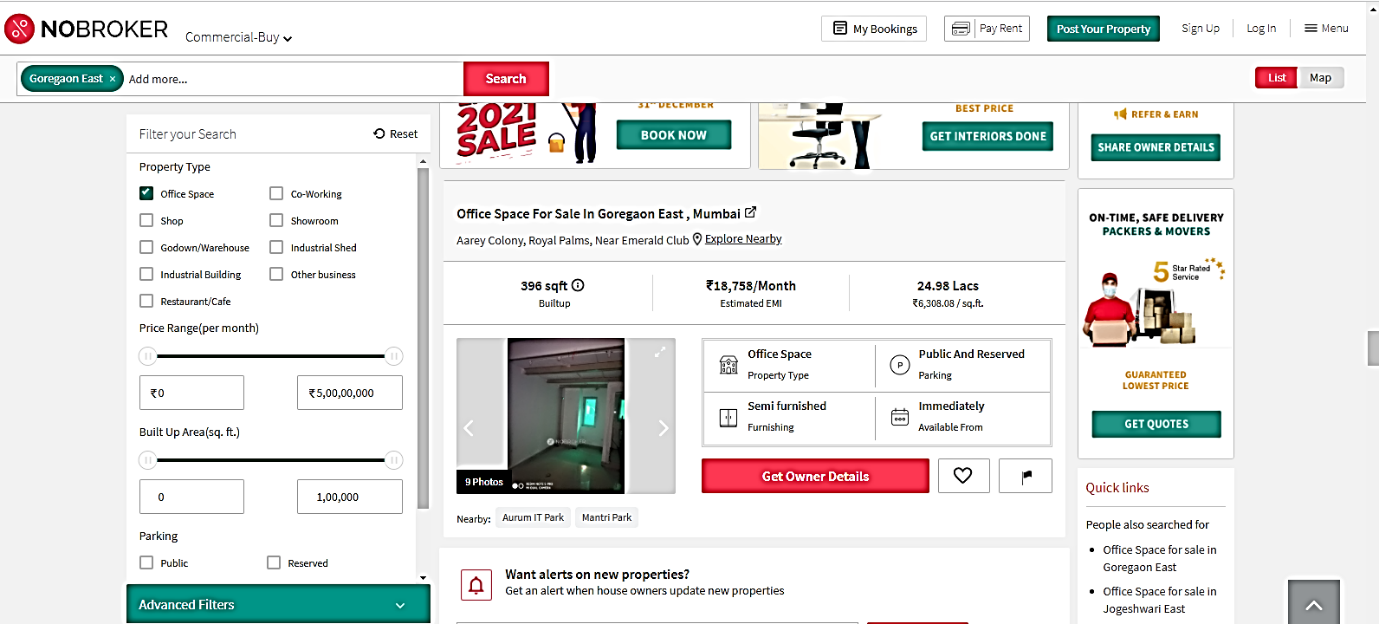 NOBROKER
Commercial-Buy
My Bookings
Pay Rent
Post Your Property
Sign Up
Log In
Menu
Goregaon East ×
Add more...
Search
List
Map
Filter your Search
Reset
Property Type
Office Space
Co-Working
Shop
Showroom
Godown/Warehouse
Industrial Shed
Industrial Building
Other business
Restaurant/Cafe
Price Range(per month)
₹0
₹5,00,00,000
Built Up Area(sq. ft.)
0
1,00,000
Parking
Public
Reserved
Advanced Filters
2021
SALE
31st DECEMBER
BOOK NOW
BEST PRICE
GET INTERIORS DONE
REFER & EARN
SHARE OWNER DETAILS
Office Space For Sale In Goregaon East , Mumbai
Aarey Colony, Royal Palms, Near Emerald Club
Explore Nearby
396 sqft
Builtup
₹18,758/Month
Estimated EMI
24.98 Lacs
₹6,308.08 / sq.ft.
9 Photos
Office Space
Property Type
Public And Reserved
P
Parking
Semi furnished
Furnishing
Immediately
Available From
Get Owner Details
Nearby:
Aurum IT Park
Mantri Park
Want alerts on new properties?
Get an alert when house owners update new properties
ON-TIME, SAFE DELIVERY
PACKERS & MOVERS
5 Star Rated
Service
GUARANTEED
LOWEST PRICE
GET QUOTES
Quick links
People also searched for
Office Space for sale in
Goregaon East
Office Space for sale in
Jogeshwari East